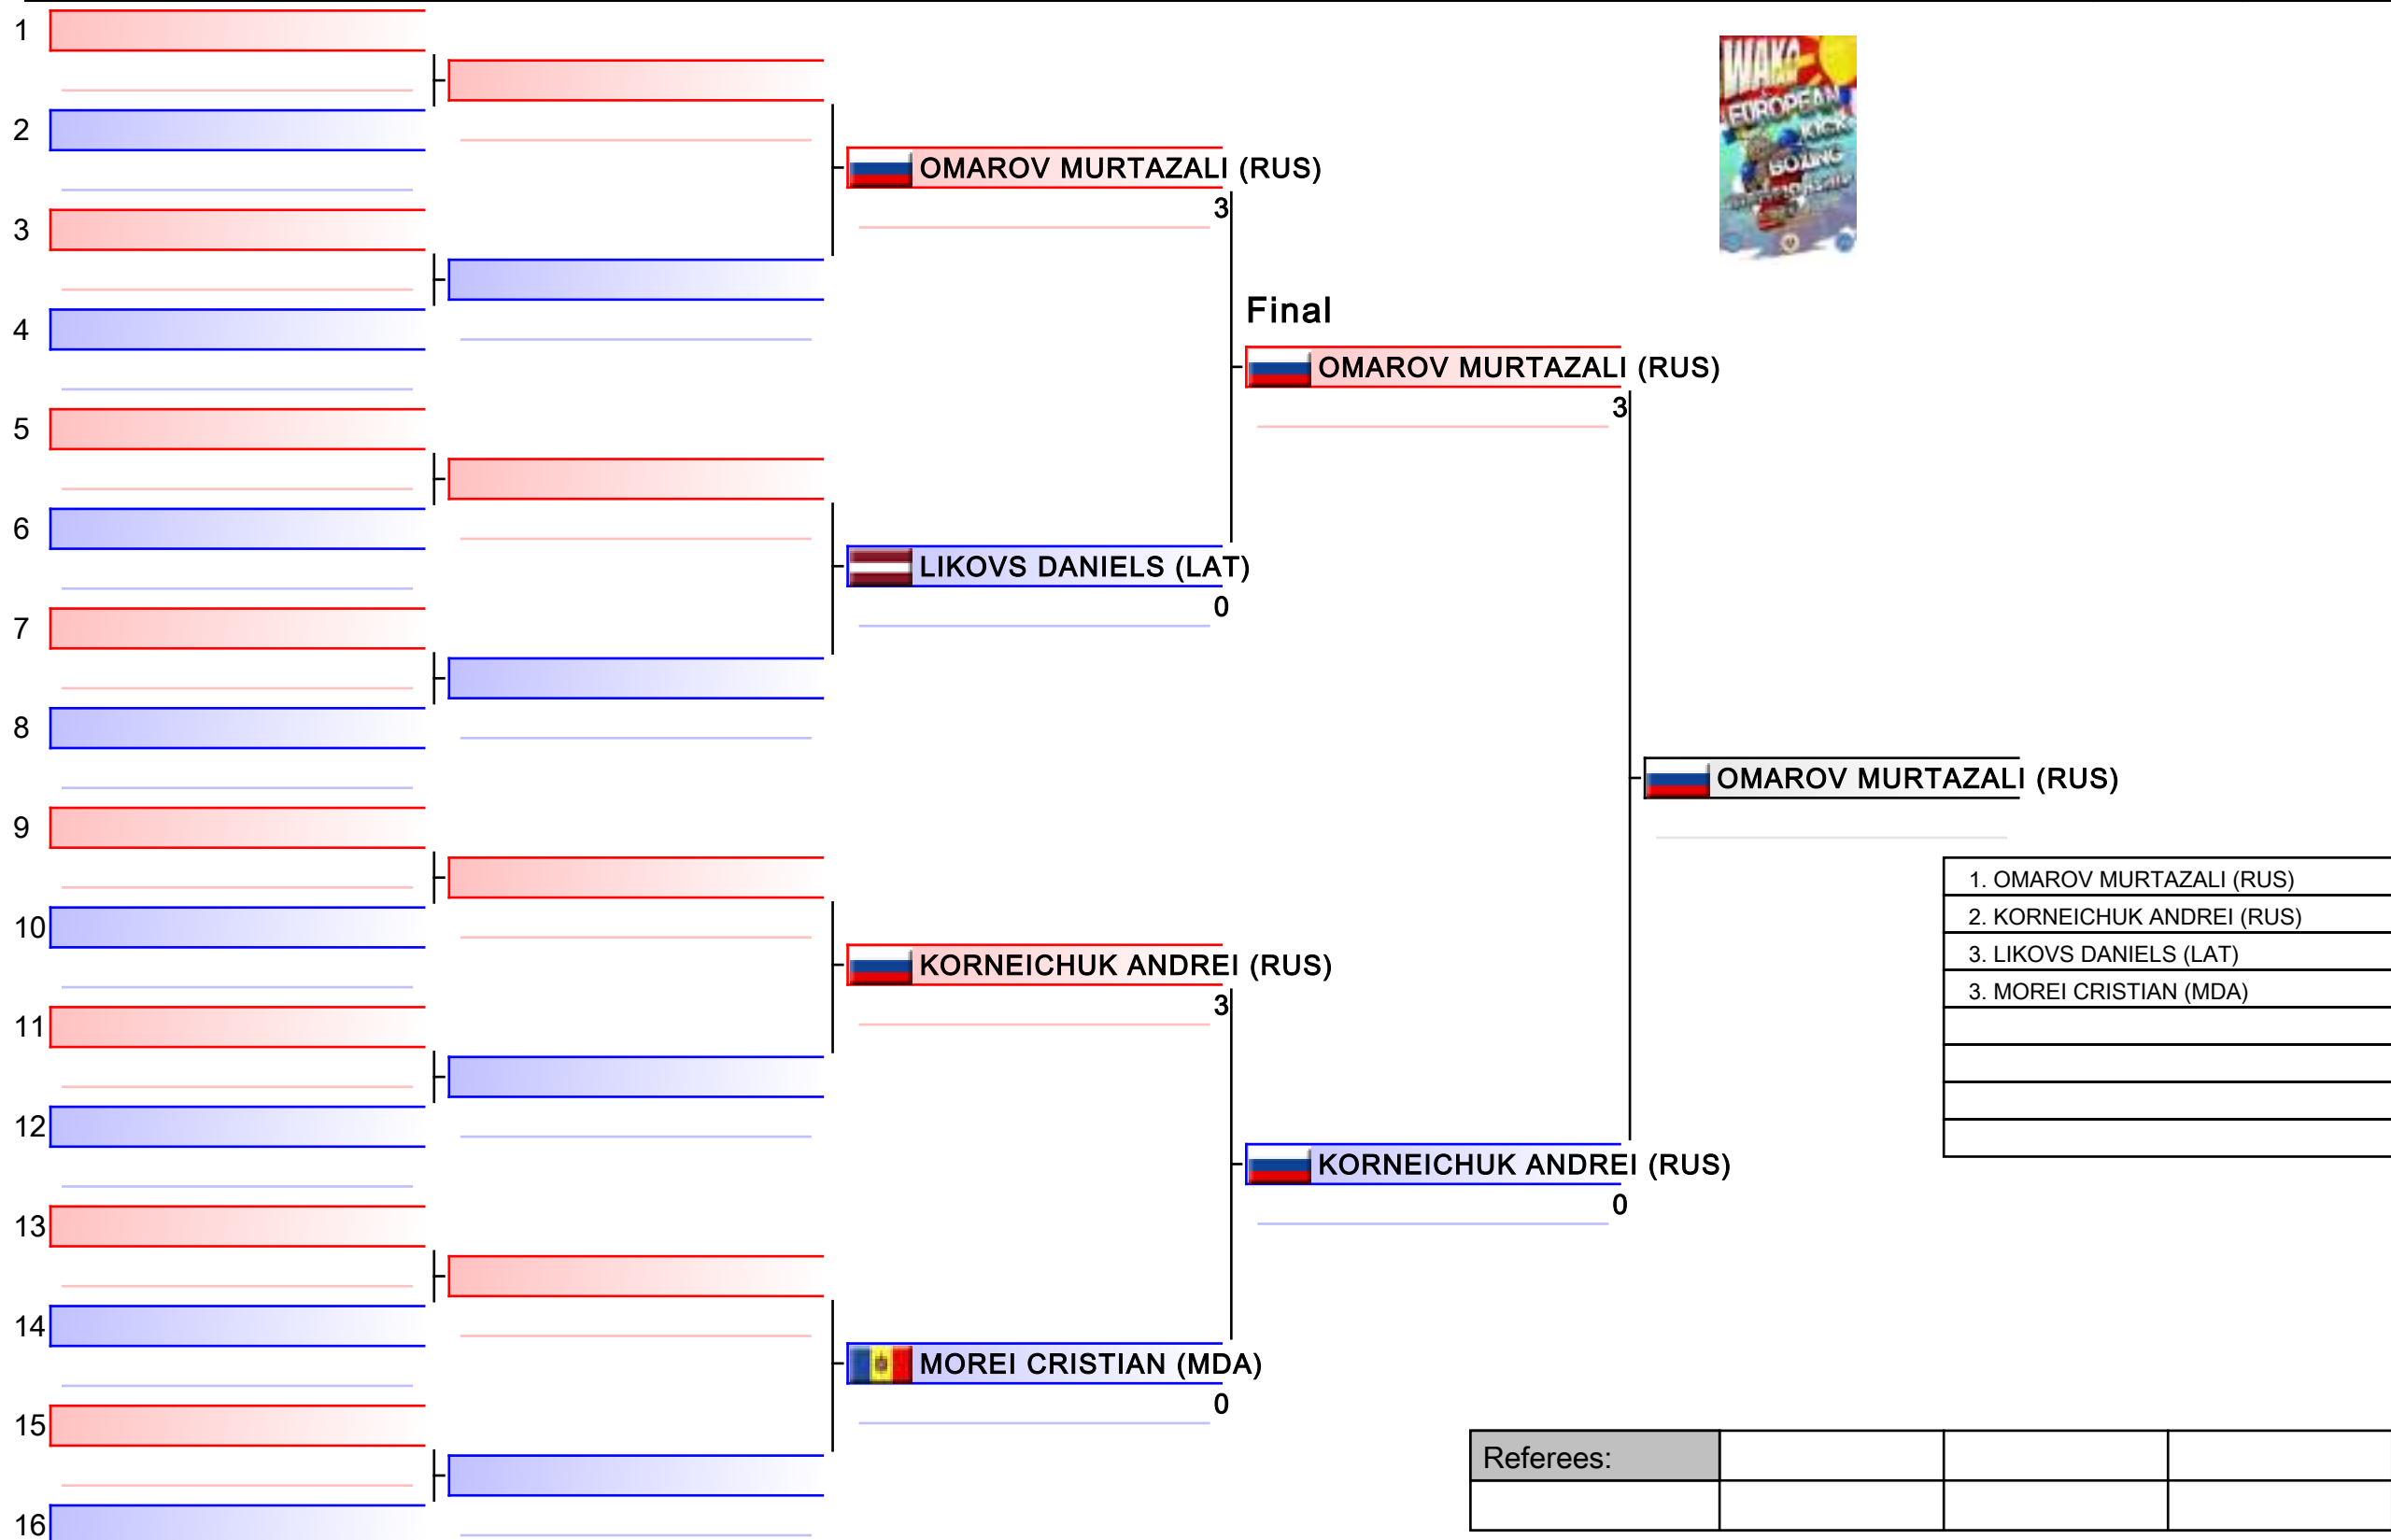 1
2
OMAROV MURTAZALI (RUS)
3
3
Final
4
OMAROV MURTAZALI (RUS)
3
5
6
LIKOVS DANIELS (LAT)
0
7
8
OMAROV MURTAZALI (RUS)
9
1. OMAROV MURTAZALI (RUS)
2. KORNEICHUK ANDREI (RUS)
3. LIKOVS DANIELS (LAT)
3. MOREI CRISTIAN (MDA)
10
KORNEICHUK ANDREI (RUS)
3
11
12
KORNEICHUK ANDREI (RUS)
0
13
14
MOREI CRISTIAN (MDA)
0
15
Referees:
16
WAKO
EUROPEAN
KICK
BOXING